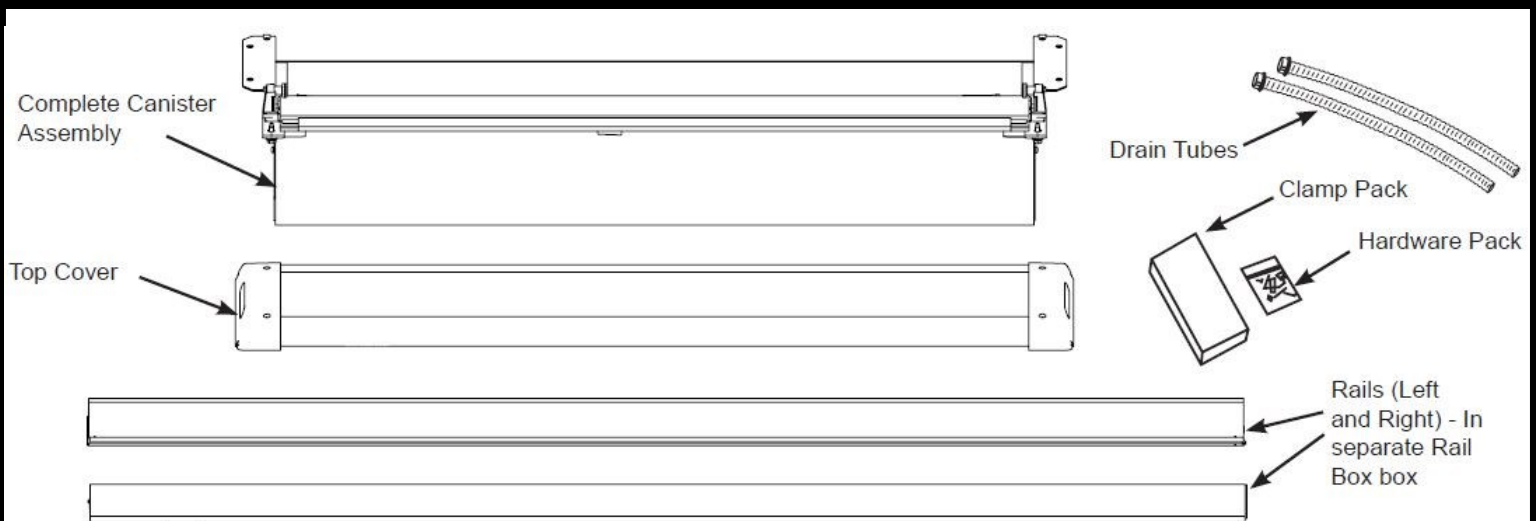 Complete Canister
Assembly
Drain Tubes
Clamp Pack
Hardware Pack
Top Cover
Rails (Left
and Right) - In
separate Rail
Box box